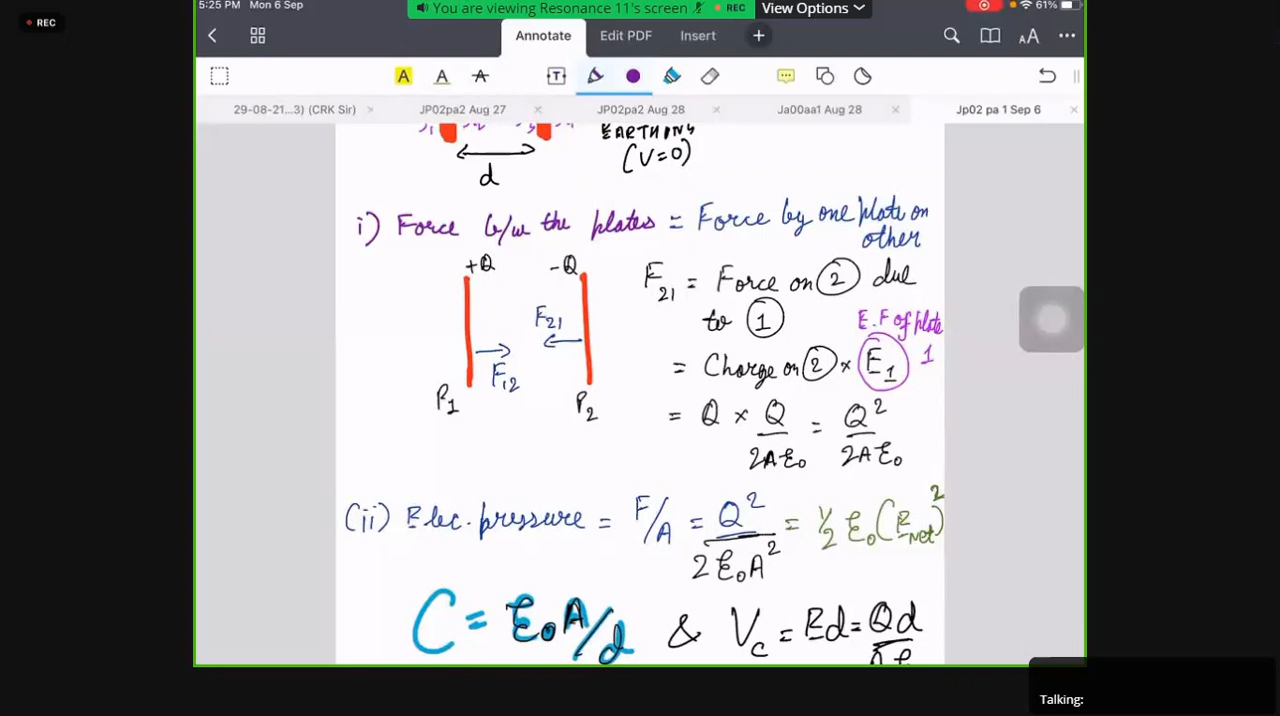 5:25 PM Mon 6 Sep
You are viewing Resonance 11's screen
REC
View Options
61%
REC
Annotate
Edit PDF
Insert
29-08-21...3) (CRK Sir)
JP02pa2 Aug 27
JP02pa2 Aug 28
Ja00aa1 Aug 28
Jp02 pa 1 Sep 6
EARTHING
(V=0)
d
i) Force b/w the plates = Force by one plate on
other
+Q
-Q
F21 = Force on ② due
to ①
E.F of plate
1
F21
F12
= Charge on ② × E1
P1
P2
= Q × Q/2Aε0 = Q²/2Aε0
(ii) Elec. pressure = F/A = Q²/2ε0A² = 1/2 ε0 (E Net)²
C = ε0A/d & Vc = Ed = Qd
Talking: